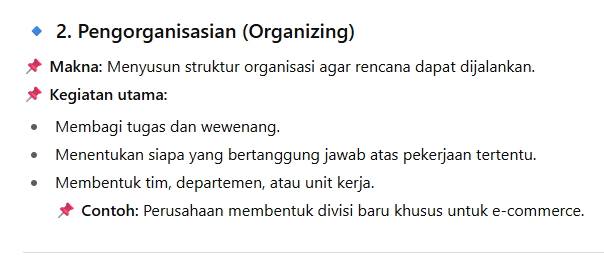 🔹 2. Pengorganisasian (Organizing)
📌 Makna: Menyusun struktur organisasi agar rencana dapat dijalankan.
📌 Kegiatan utama:
• Membagi tugas dan wewenang.
• Menentukan siapa yang bertanggung jawab atas pekerjaan tertentu.
• Membentuk tim, departemen, atau unit kerja.
📌 Contoh: Perusahaan membentuk divisi baru khusus untuk e-commerce.